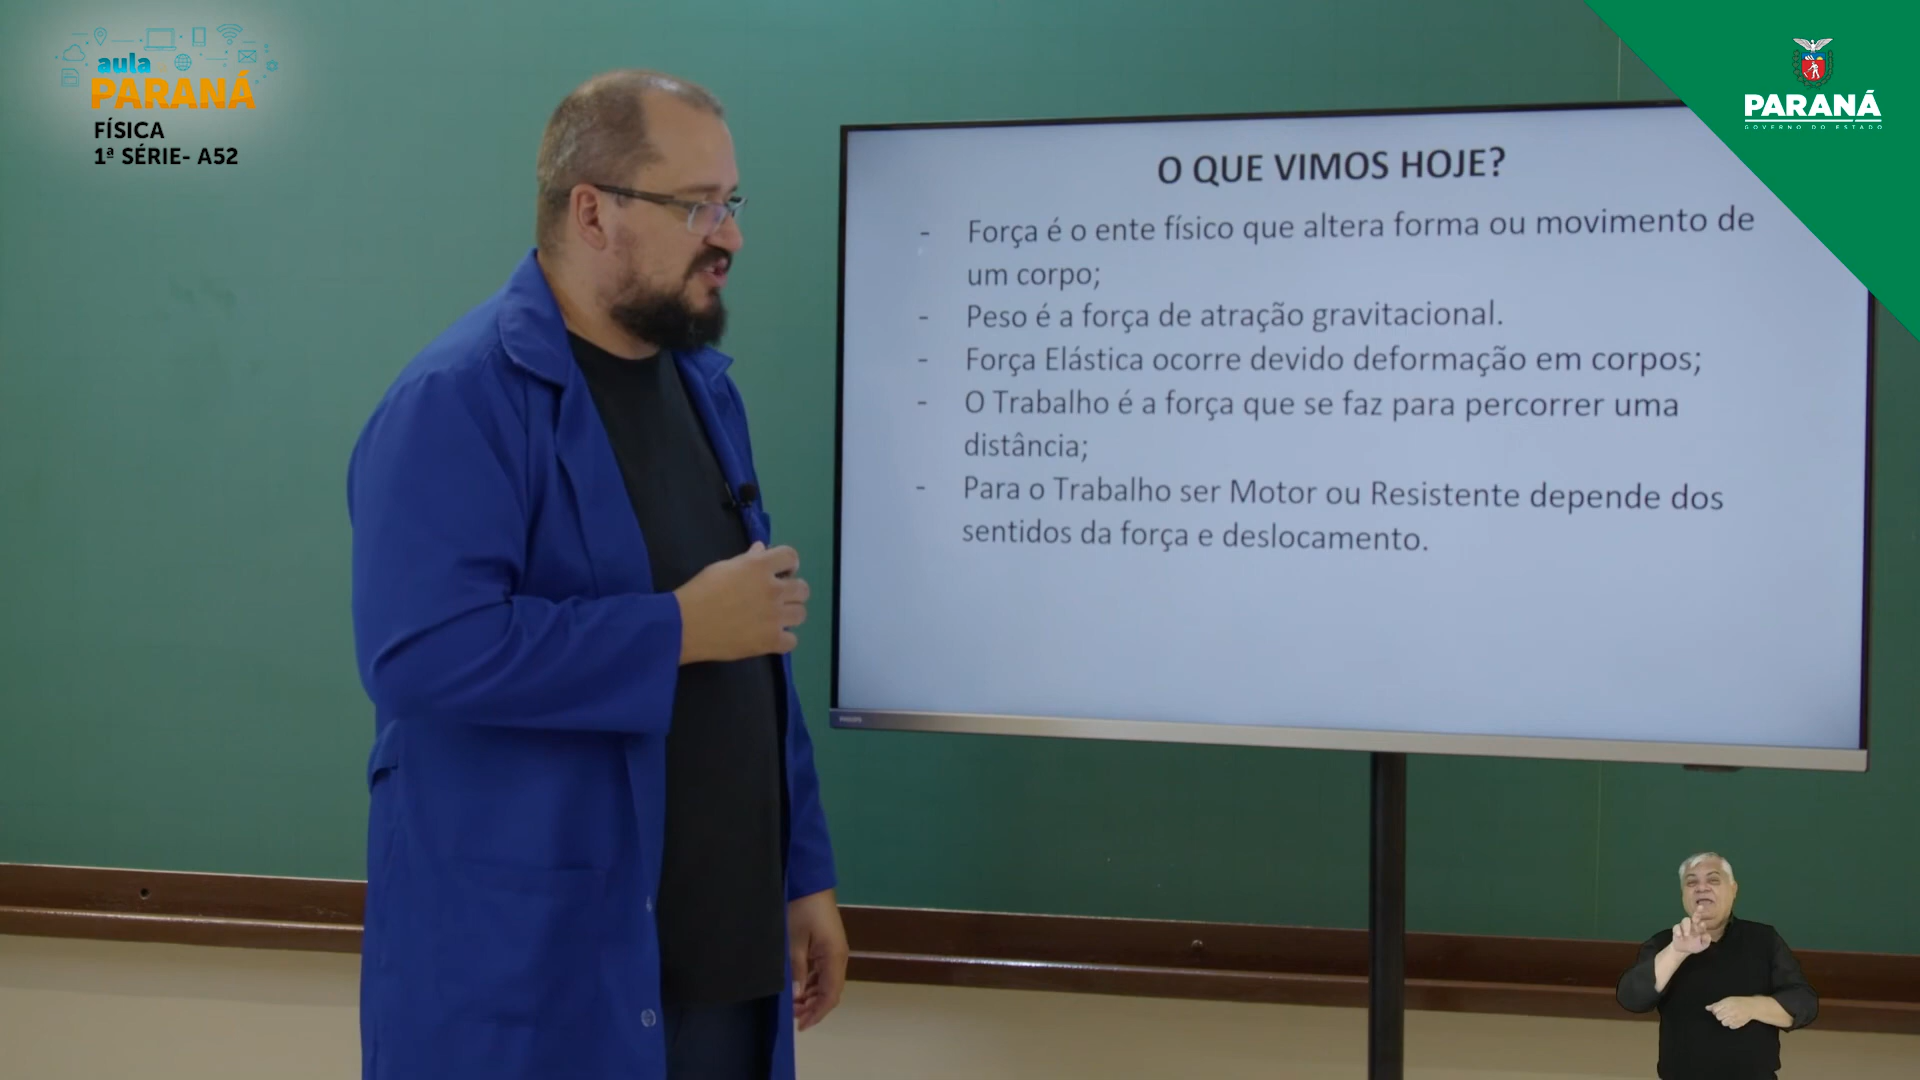 aula
PARANÁ
FÍSICA
1ª SÉRIE- A52
PARANÁ
GOVERNO DO ESTADO
O QUE VIMOS HOJE?
- Força é o ente físico que altera forma ou movimento de
um corpo;
- Peso é a força de atração gravitacional.
- Força Elástica ocorre devido deformação em corpos;
- O Trabalho é a força que se faz para percorrer uma
distância;
- Para o Trabalho ser Motor ou Resistente depende dos
sentidos da força e deslocamento.
PHILIPS